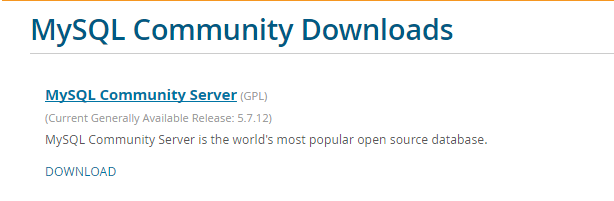 MySQL Community Downloads
MySQL Community Server (GPL)
(Current Generally Available Release: 5.7.12)
MySQL Community Server is the world's most popular open source database.
DOWNLOAD